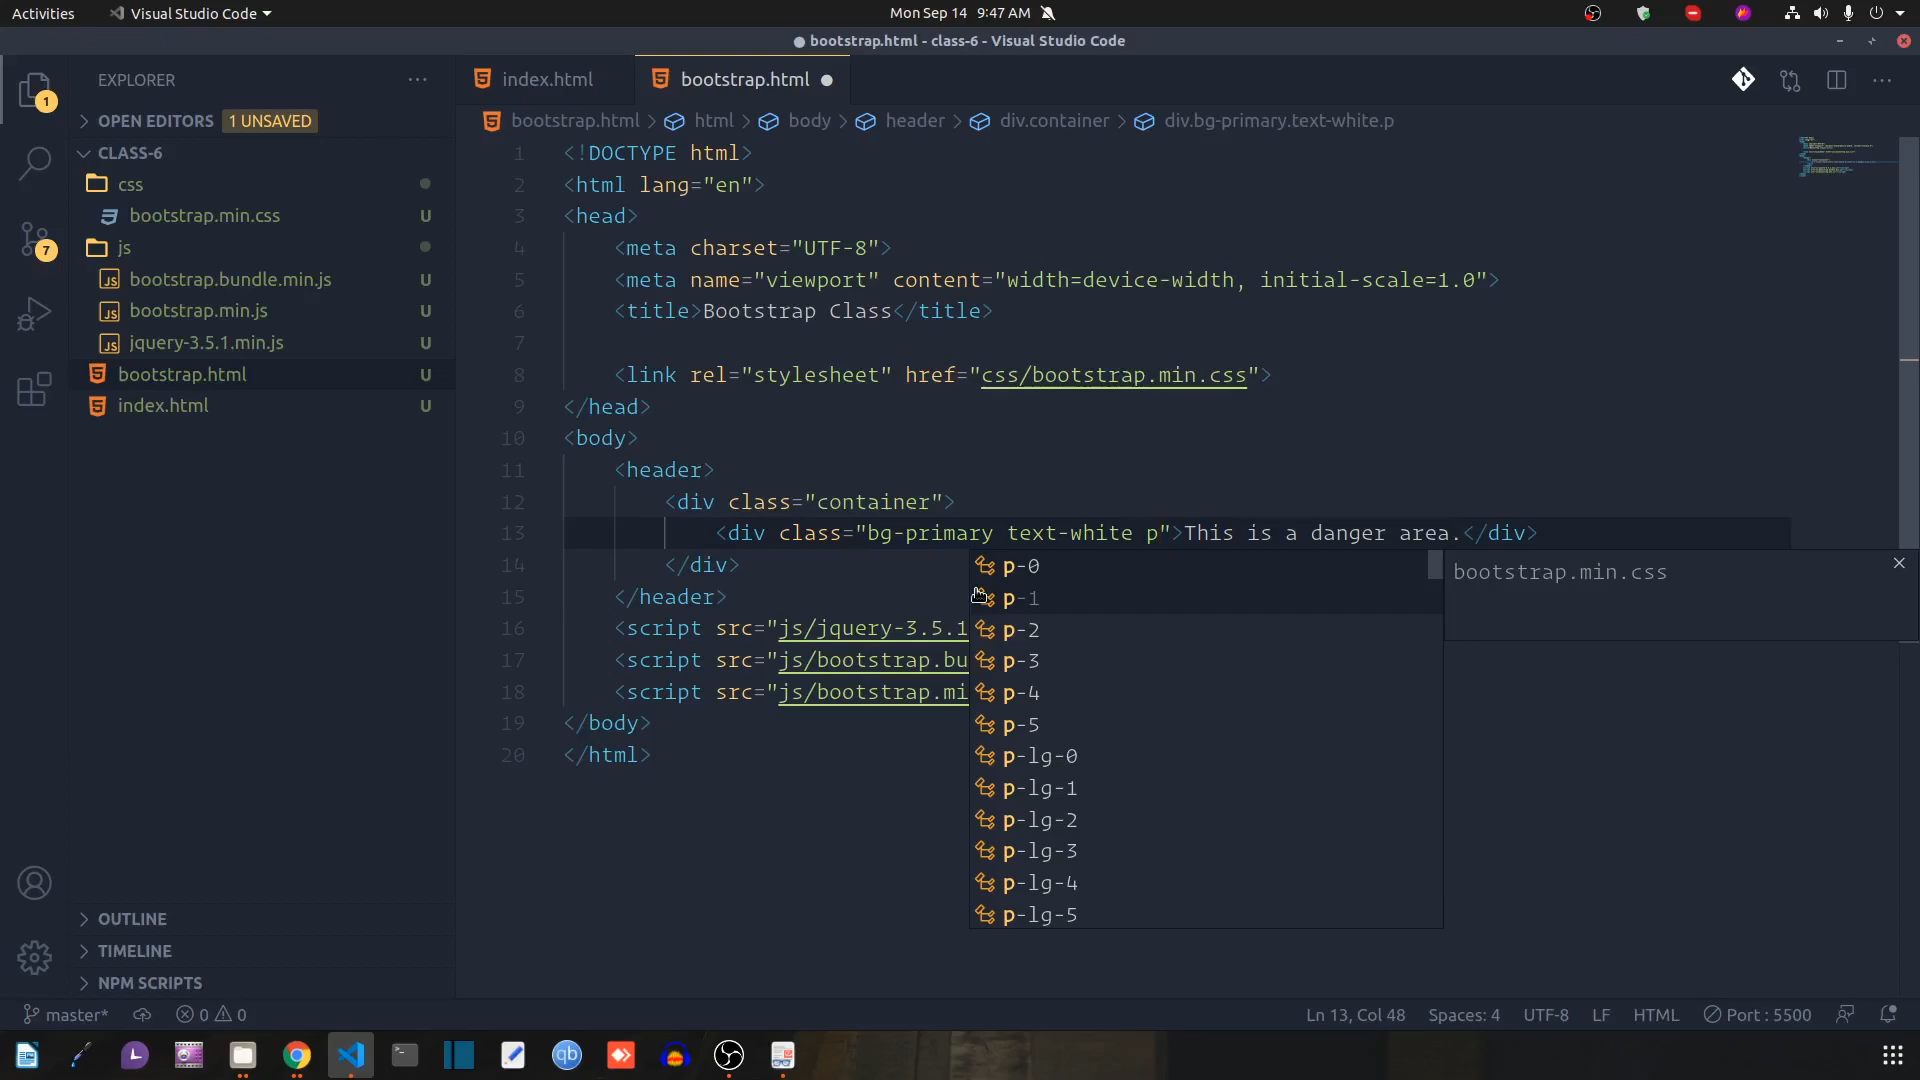 Activities
Visual Studio Code
Mon Sep 14 9:47 AM
bootstrap.html - class-6 - Visual Studio Code
EXPLORER
index.html
bootstrap.html
1
OPEN EDITORS 1 UNSAVED
bootstrap.html > html > body > header > div.container > div.bg-primary.text-white.p
CLASS-6
css
bootstrap.min.css U
js
7
bootstrap.bundle.min.js U
bootstrap.min.js U
jquery-3.5.1.min.js U
bootstrap.html U
index.html U
1 <!DOCTYPE html>
2 <html lang="en">
3 <head>
4 <meta charset="UTF-8">
5 <meta name="viewport" content="width=device-width, initial-scale=1.0">
6 <title>Bootstrap Class</title>
7
8 <link rel="stylesheet" href="css/bootstrap.min.css">
9 </head>
10 <body>
11 <header>
12 <div class="container">
13 <div class="bg-primary text-white p">This is a danger area.</div>
14 </div>
15 </header>
16 <script src="js/jquery-3.5.1
17 <script src="js/bootstrap.bu
18 <script src="js/bootstrap.mi
19 </body>
20 </html>
p-0
p-1
p-2
p-3
p-4
p-5
p-lg-0
p-lg-1
p-lg-2
p-lg-3
p-lg-4
p-lg-5
bootstrap.min.css
OUTLINE
TIMELINE
NPM SCRIPTS
master* 0 0
Ln 13, Col 48 Spaces: 4 UTF-8 LF HTML Port : 5500
qb